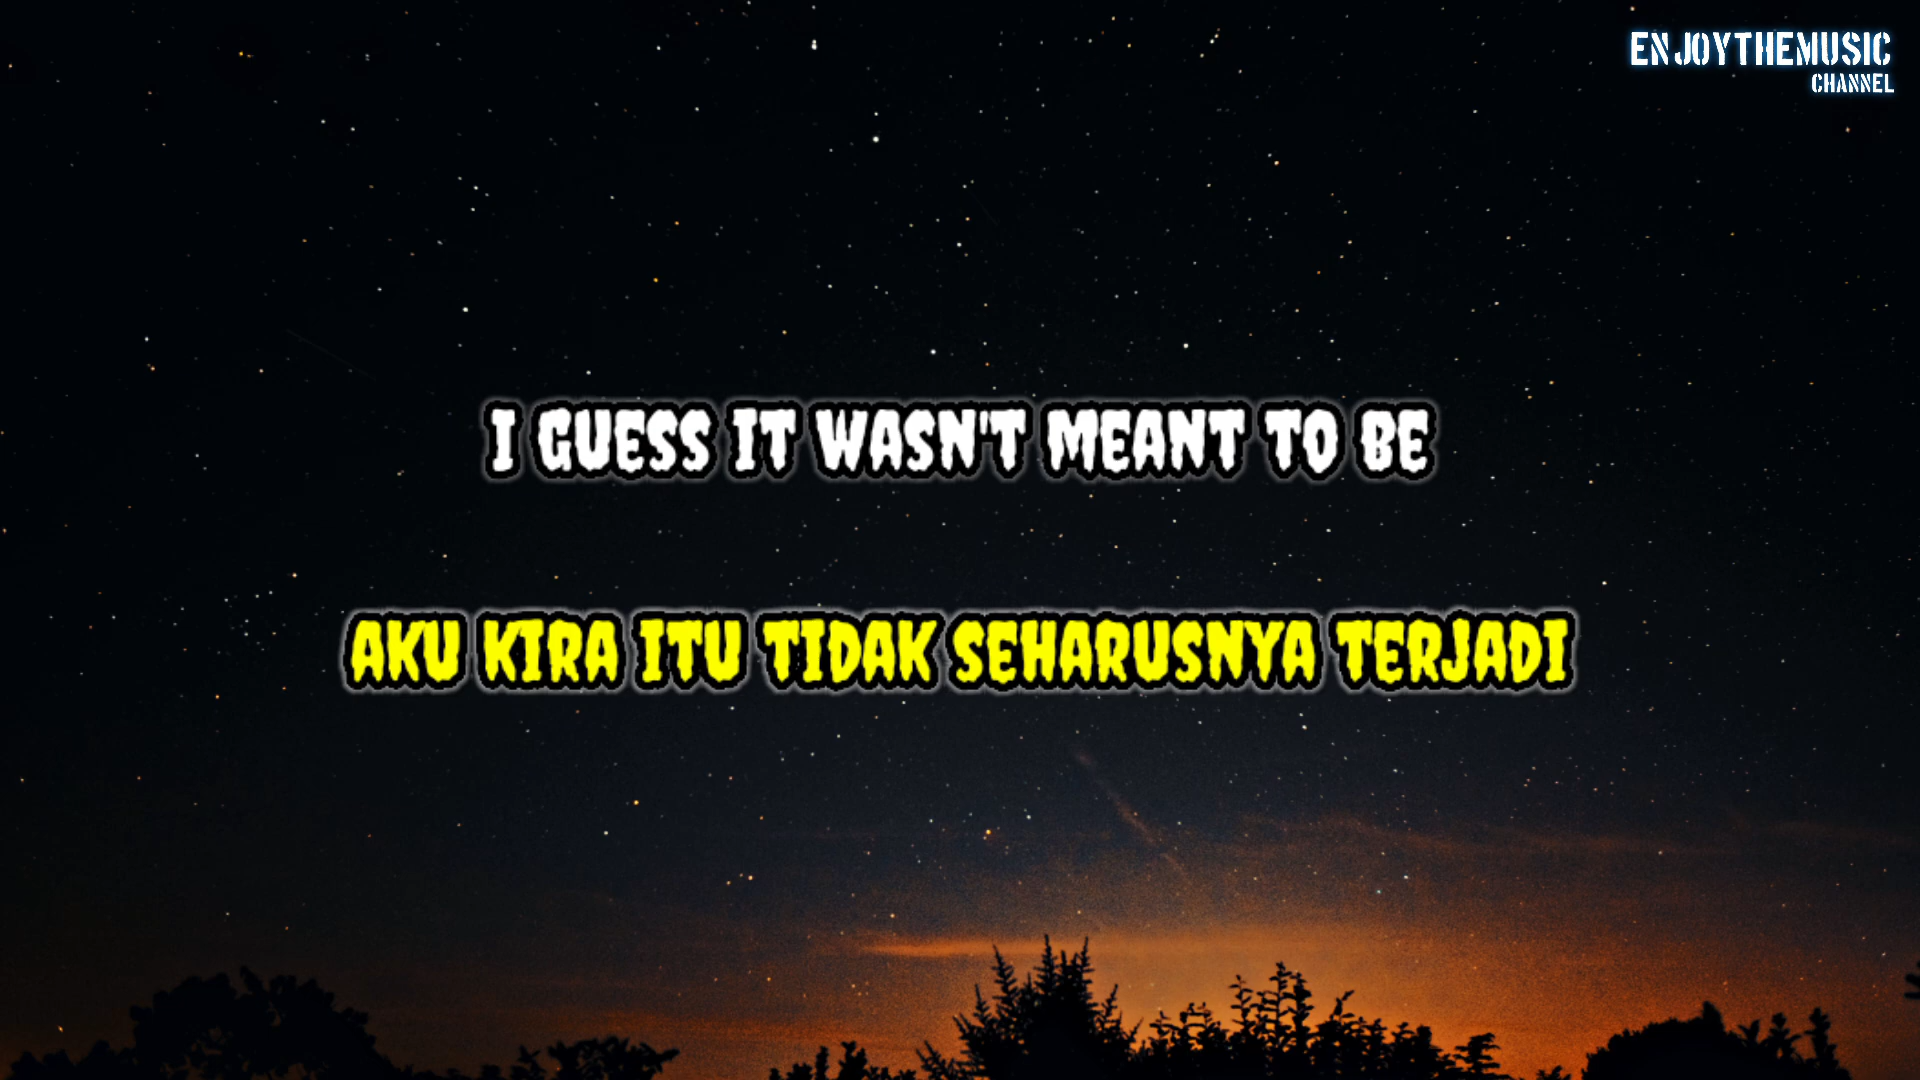 ENJOYTHEMUSIC
CHANNEL
I GUESS IT WASN'T MEANT TO BE
AKU KIRA ITU TIDAK SEHARUSNYA TERJADI